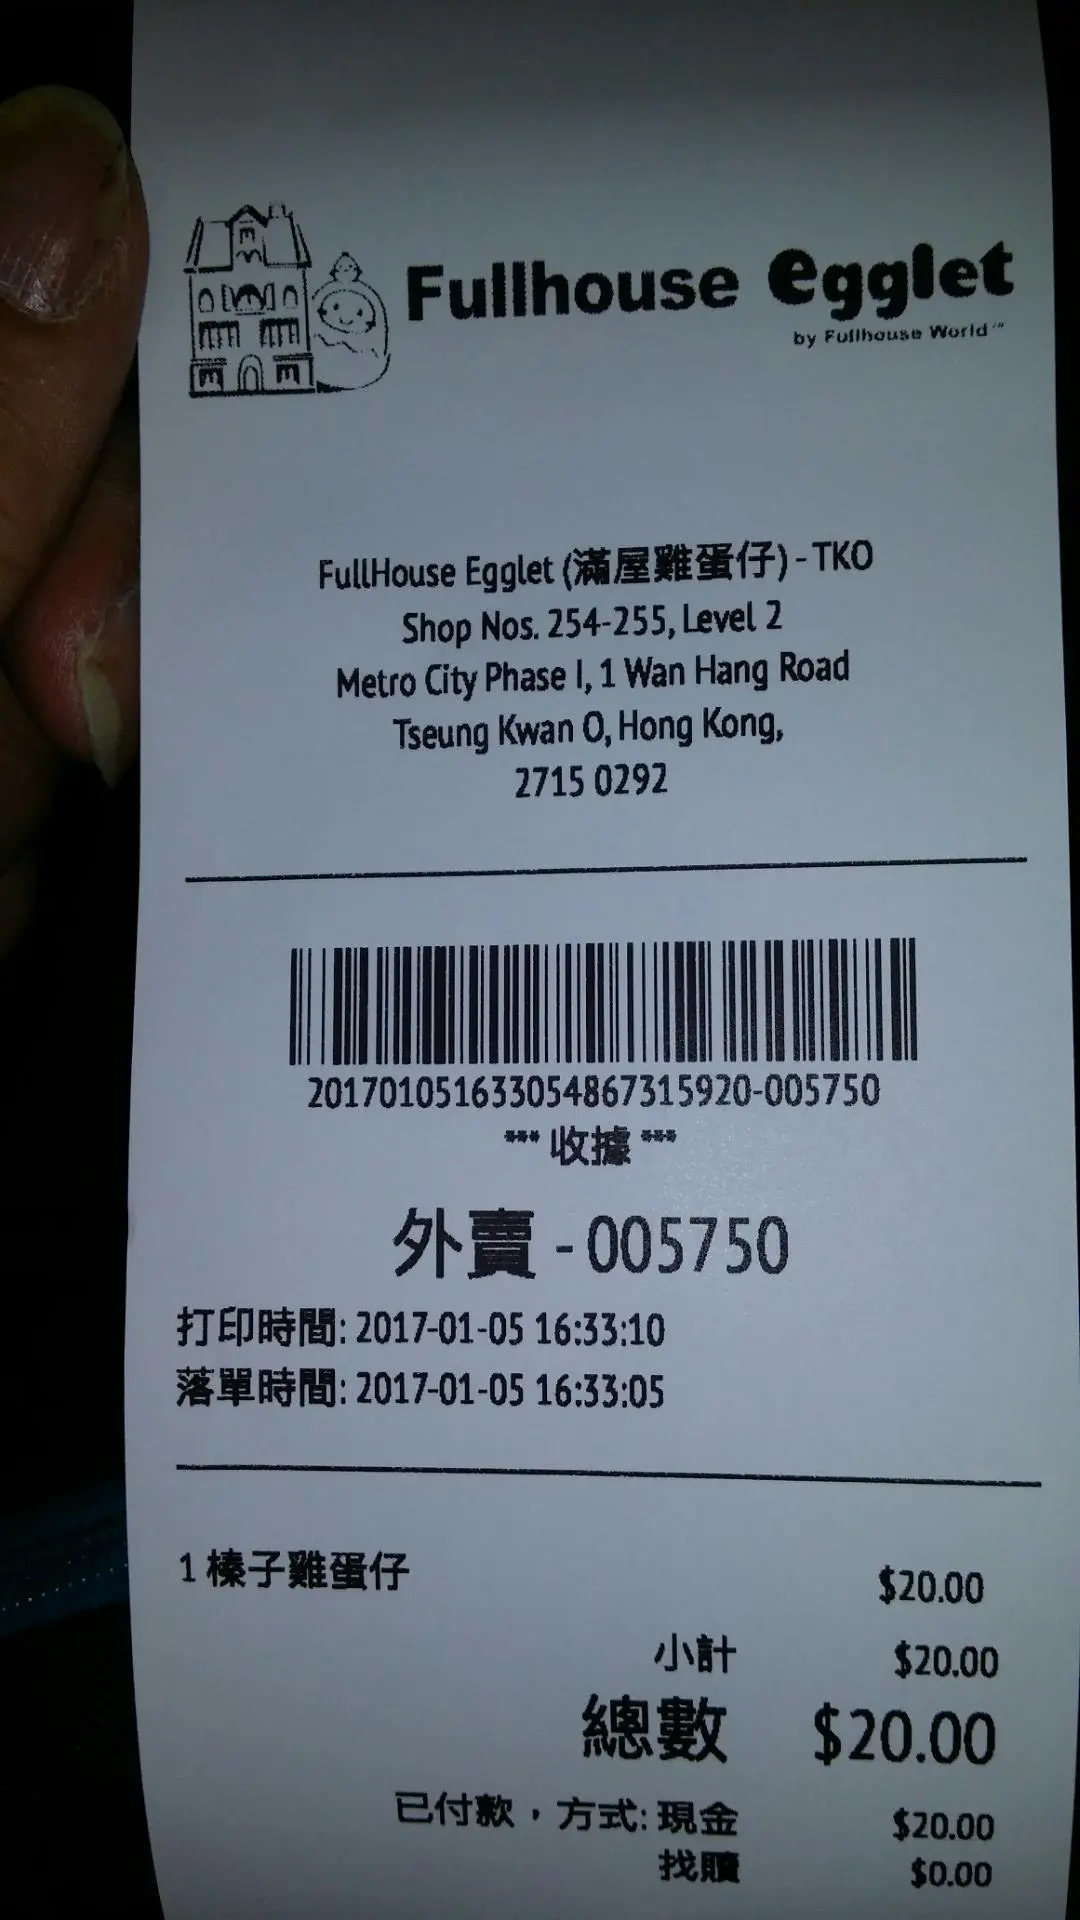 Fullhouse egglet
by Fullhouse World™
FullHouse Egglet (滿屋雞蛋仔) - TKO
Shop Nos. 254-255, Level 2
Metro City Phase I, 1 Wan Hang Road
Tseung Kwan O, Hong Kong,
2715 0292
201701051633054867315920-005750
*** 收據 ***
外賣 - 005750
打印時間: 2017-01-05 16:33:10
落單時間: 2017-01-05 16:33:05
1 榛子雞蛋仔 $20.00
小計 $20.00
總數 $20.00
已付款，方式: 現金 $20.00
找贖 $0.00